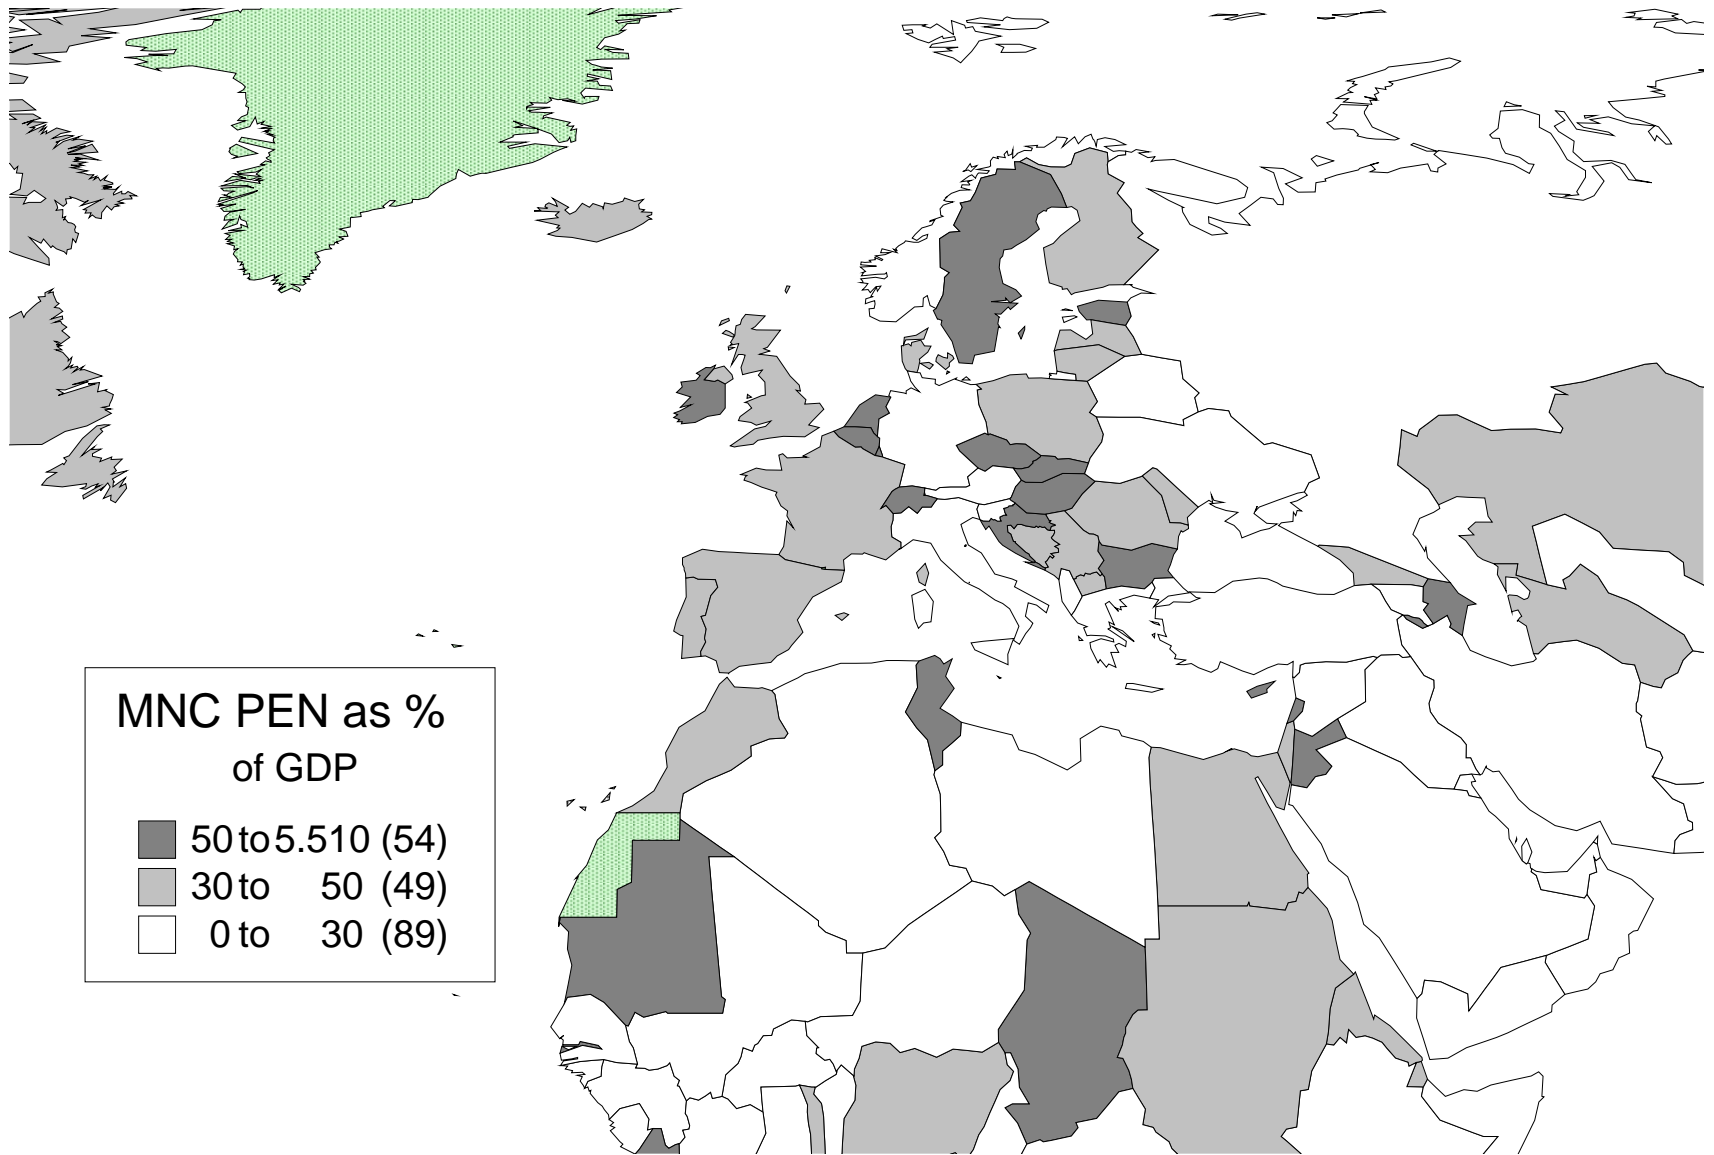 MNC PEN as %
of GDP
50 to 5.510 (54)
30 to 50 (49)
0 to 30 (89)